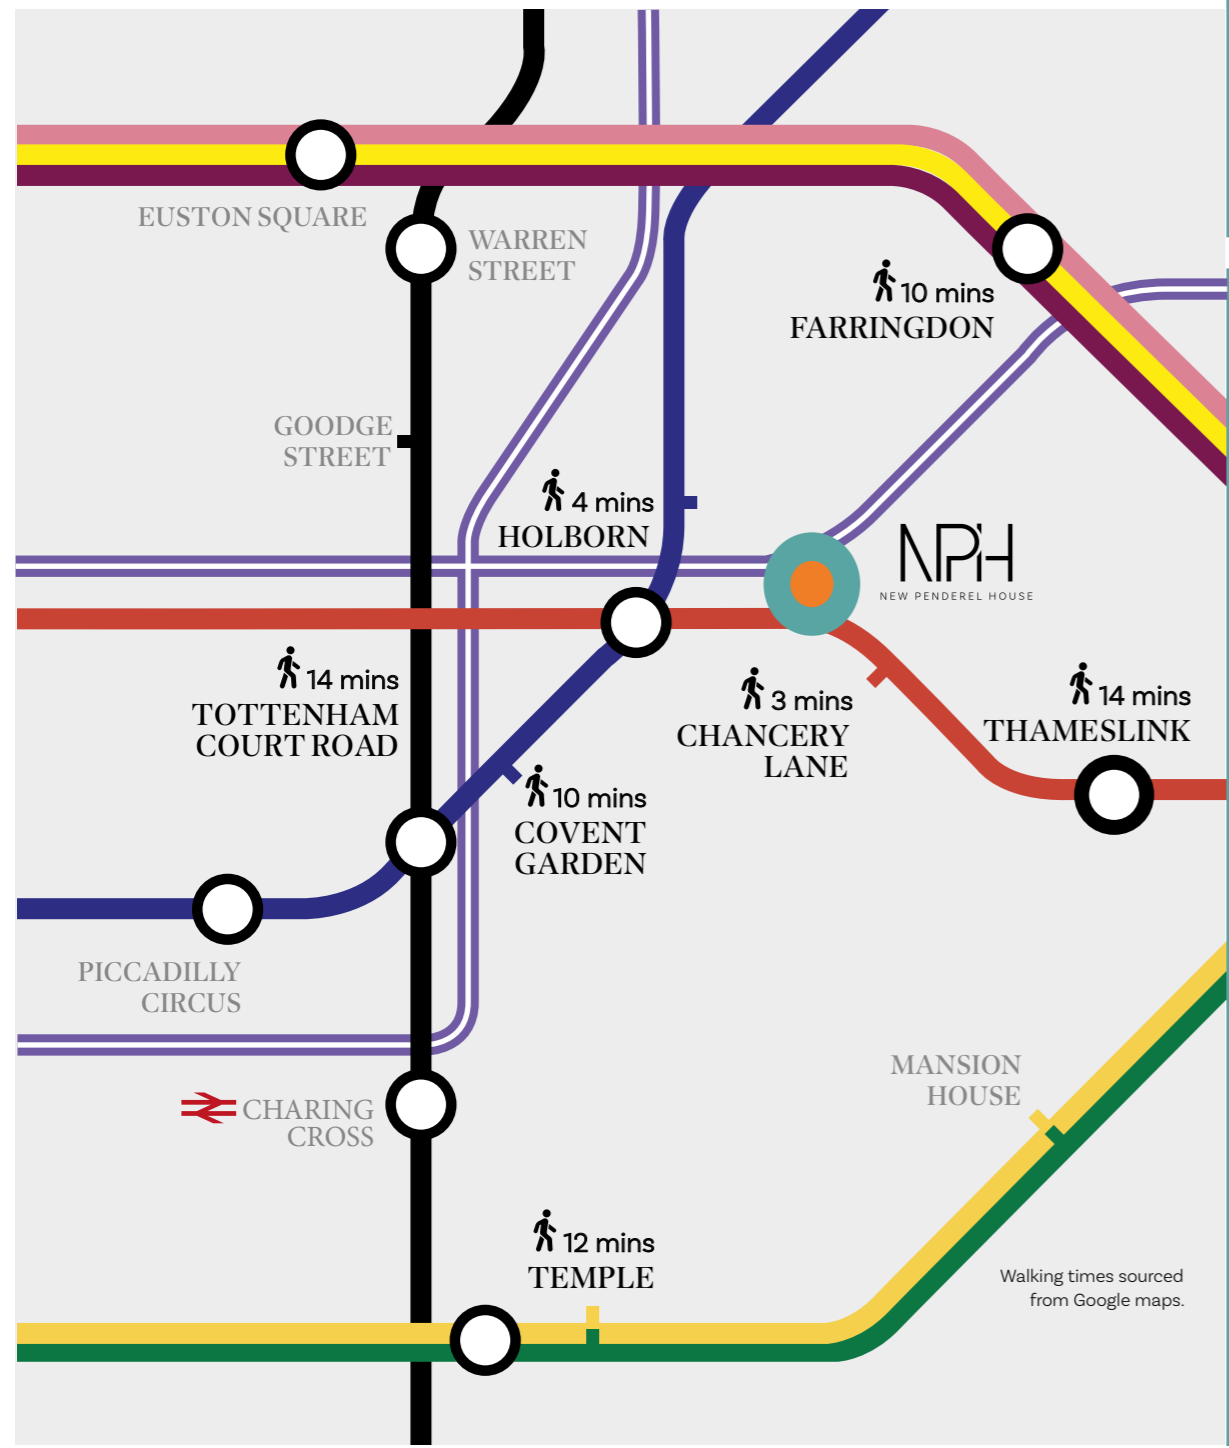 EUSTON SQUARE
WARREN
STREET
10 mins
FARRINGDON
GOODGE
STREET
4 mins
HOLBORN
NPH
NEW PENDEREL HOUSE
14 mins
TOTTENHAM
COURT ROAD
3 mins
CHANCERY
LANE
14 mins
THAMESLINK
10 mins
COVENT
GARDEN
PICCADILLY
CIRCUS
MANSION
HOUSE
CHARING
CROSS
12 mins
TEMPLE
Walking times sourced
from Google maps.